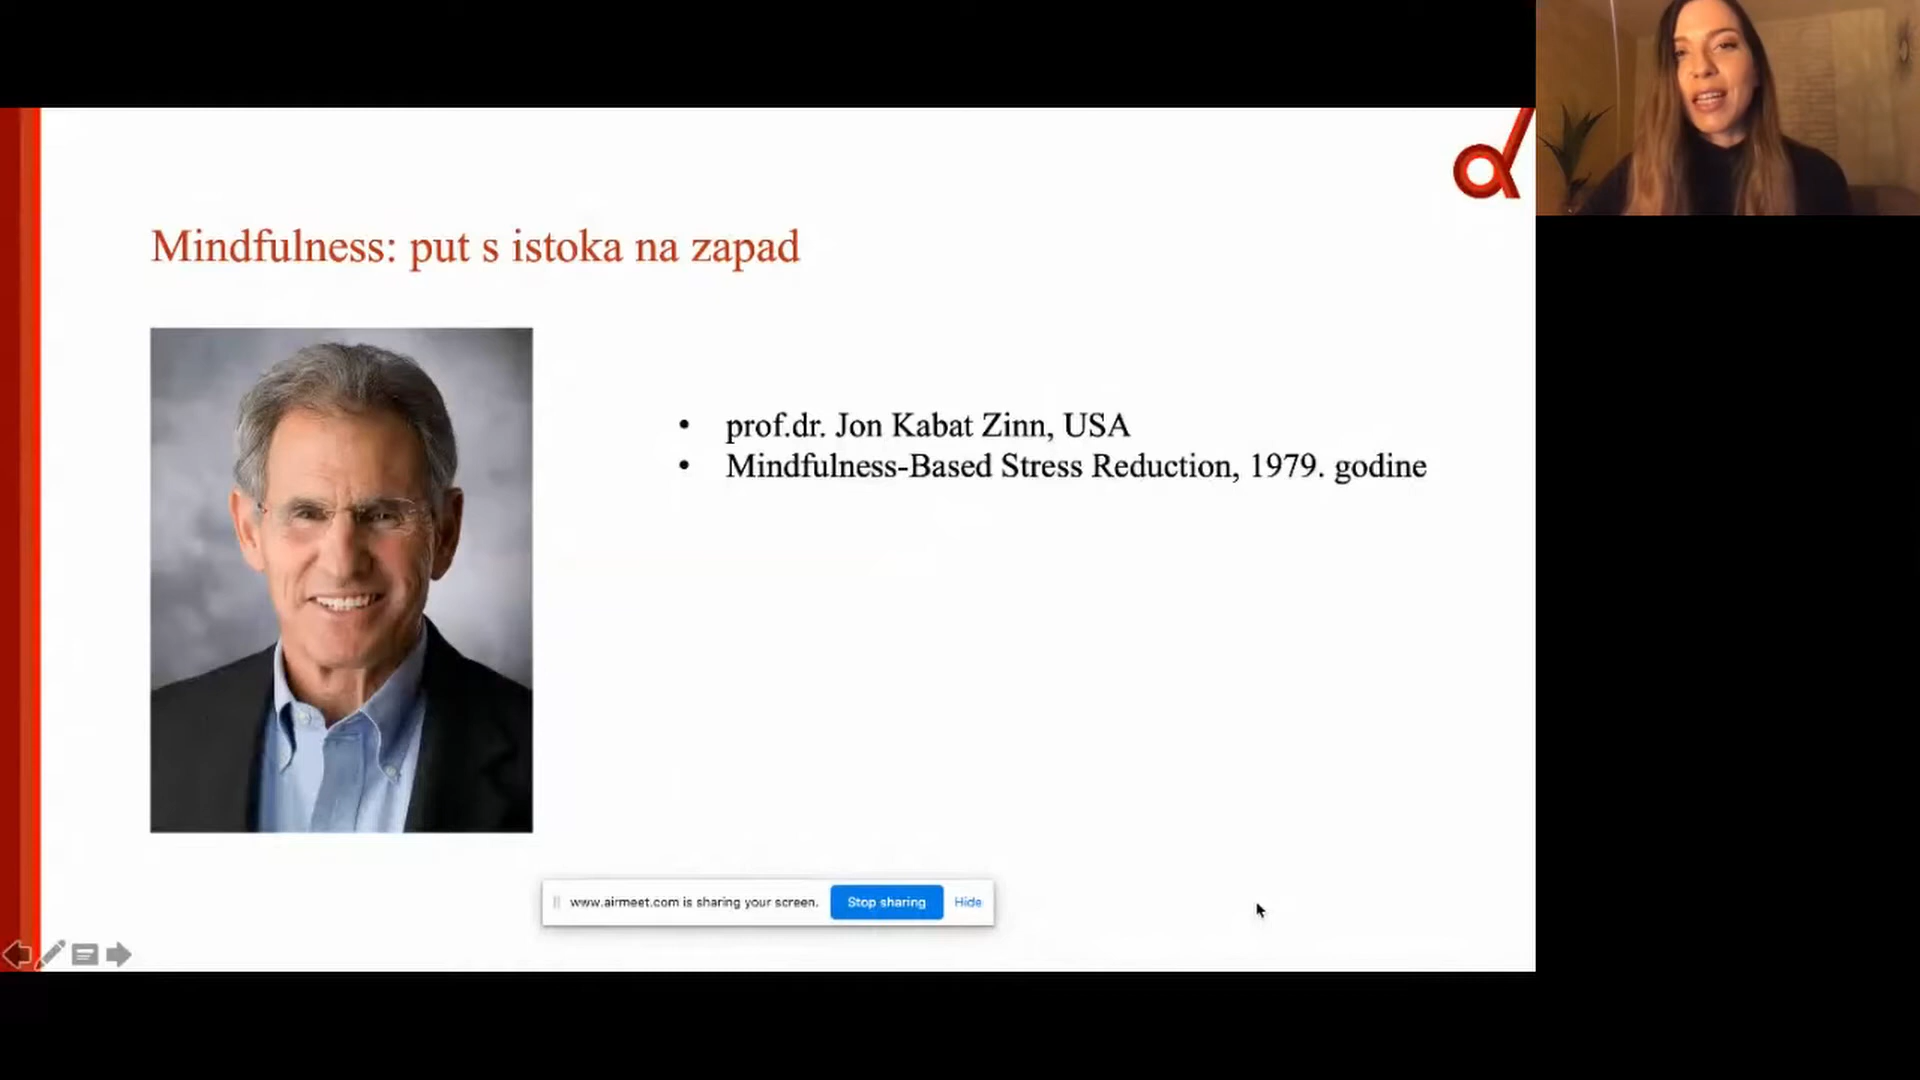 Mindfulness: put s istoka na zapad
• prof.dr. Jon Kabat Zinn, USA
• Mindfulness-Based Stress Reduction, 1979. godine
www.airmeet.com is sharing your screen. Stop sharing Hide